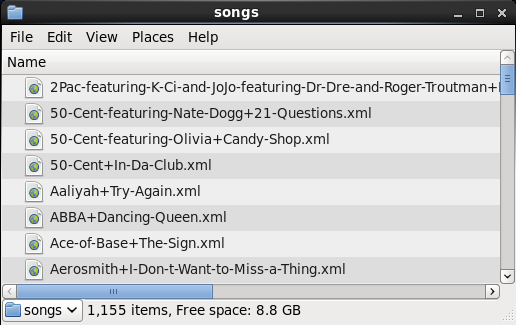 songs
File Edit View Places Help
Name
2Pac-featuring-K-Ci-and-JoJo-featuring-Dr-Dre-and-Roger-Troutman+
50-Cent-featuring-Nate-Dogg+21-Questions.xml
50-Cent-featuring-Olivia+Candy-Shop.xml
50-Cent+In-Da-Club.xml
Aaliyah+Try-Again.xml
ABBA+Dancing-Queen.xml
Ace-of-Base+The-Sign.xml
Aerosmith+I-Don-t-Want-to-Miss-a-Thing.xml
songs 1,155 items, Free space: 8.8 GB